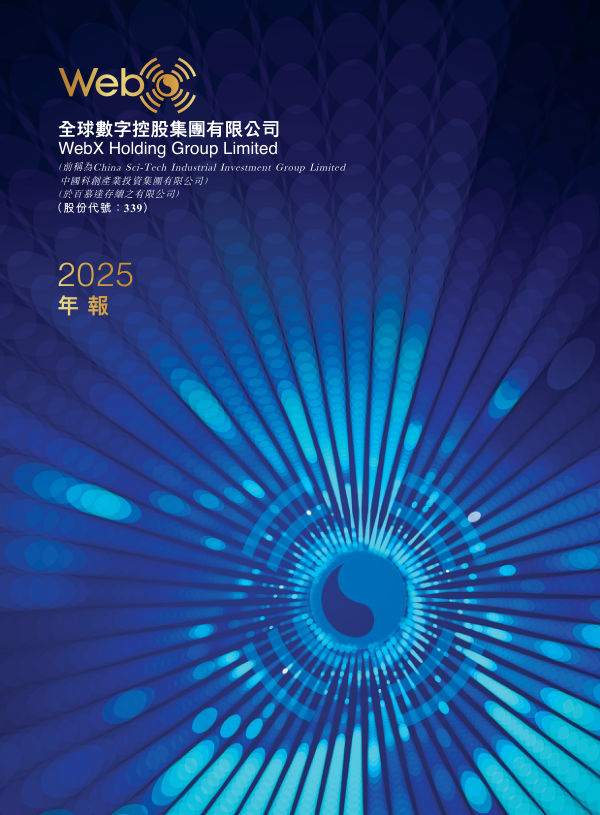 WebX
全球數字控股集團有限公司
WebX Holding Group Limited
(前稱為China Sci-Tech Industrial Investment Group Limited
中國科創產業投資集團有限公司)
(於百慕達存續之有限公司)
(股份代號：339)
2025
年報